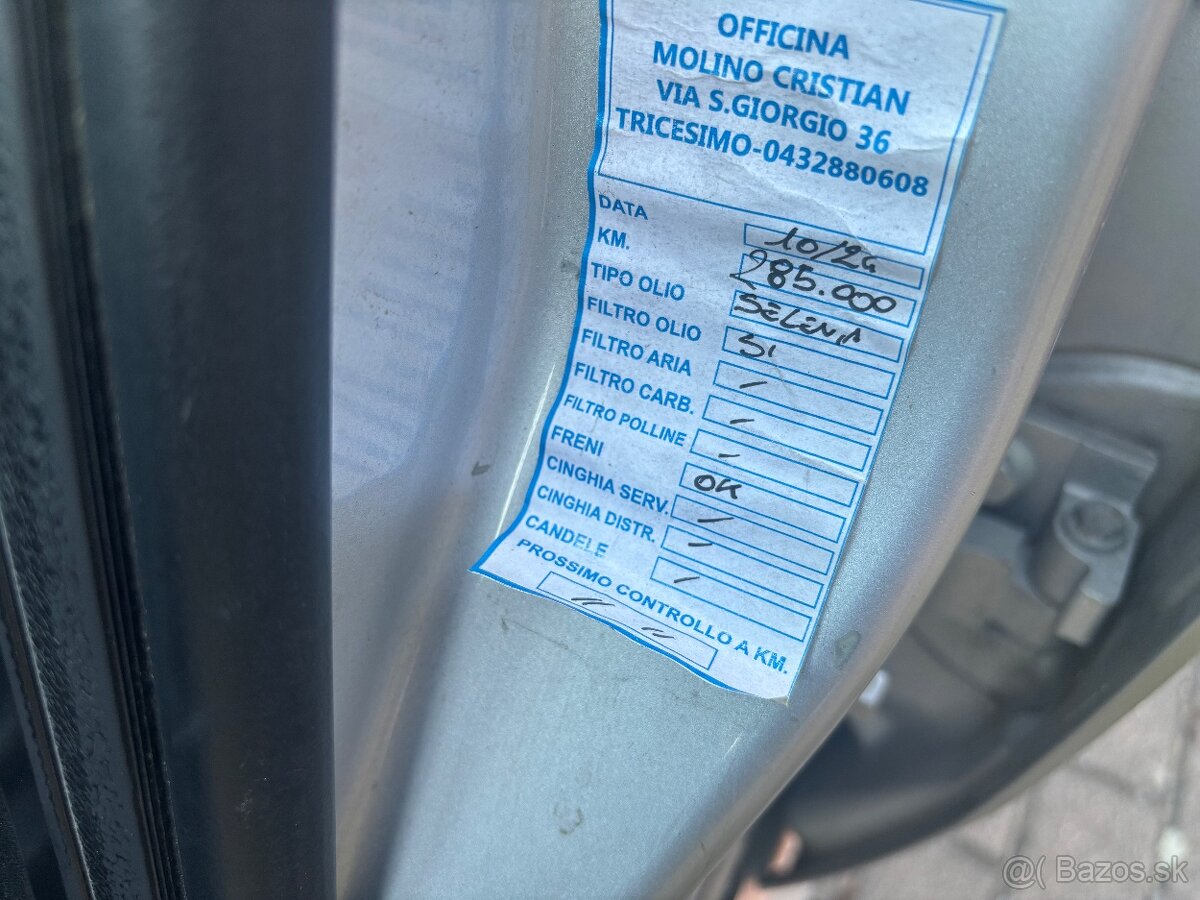 OFFICINA
MOLINO CRISTIAN
VIA S.GIORGIO 36
TRICESIMO-0432880608
DATA 10/24
KM. 285.000
TIPO OLIO SELENIA
FILTRO OLIO SI
FILTRO ARIA /
FILTRO CARB. /
FILTRO POLLINE /
FRENI OK
CINGHIA SERV. /
CINGHIA DISTR. /
CANDELE /
PROSSIMO CONTROLLO A KM.
// //
@( Bazos.sk